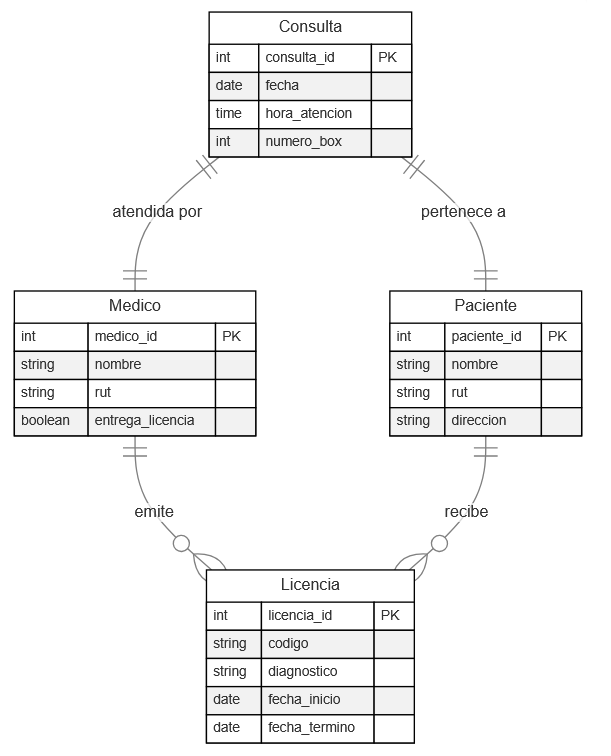 Consulta
int consulta_id PK
date fecha
time hora_atencion
int numero_box
atendida por
pertenece a
Medico
int medico_id PK
string nombre
string rut
boolean entrega_licencia
Paciente
int paciente_id PK
string nombre
string rut
string direccion
emite
recibe
Licencia
int licencia_id PK
string codigo
string diagnostico
date fecha_inicio
date fecha_termino